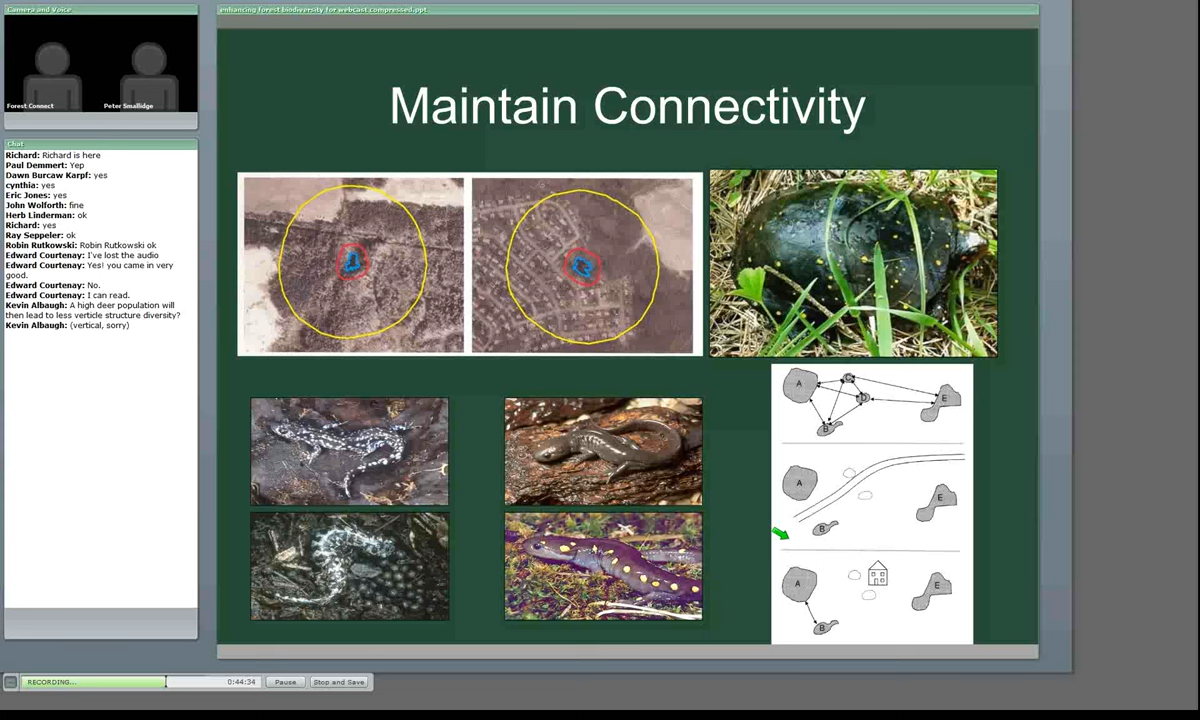 Camera and Voice
Forest Connect
Peter Smallidge
Chat
Richard: Richard is here
Paul Demmert: Yep
Dawn Burcaw Karpf: yes
cynthia: yes
Eric Jones: yes
John Wolforth: fine
Herb Linderman: ok
Richard: yes
Ray Seppeler: ok
Robin Rutkowski: Robin Rutkowski ok
Edward Courtenay: I've lost the audio
Edward Courtenay: Yes! you came in very
good.
Edward Courtenay: No.
Edward Courtenay: I can read.
Kevin Albaugh: A high deer population will
then lead to less verticle structure diversity?
Kevin Albaugh: (vertical, sorry)
enhancing forest biodiversity for webcast compressed.ppt
Maintain Connectivity
1
2
A
C
D
B
E
A
B
E
A
B
E
RECORDING...
0:44:34
Pause
Stop and Save